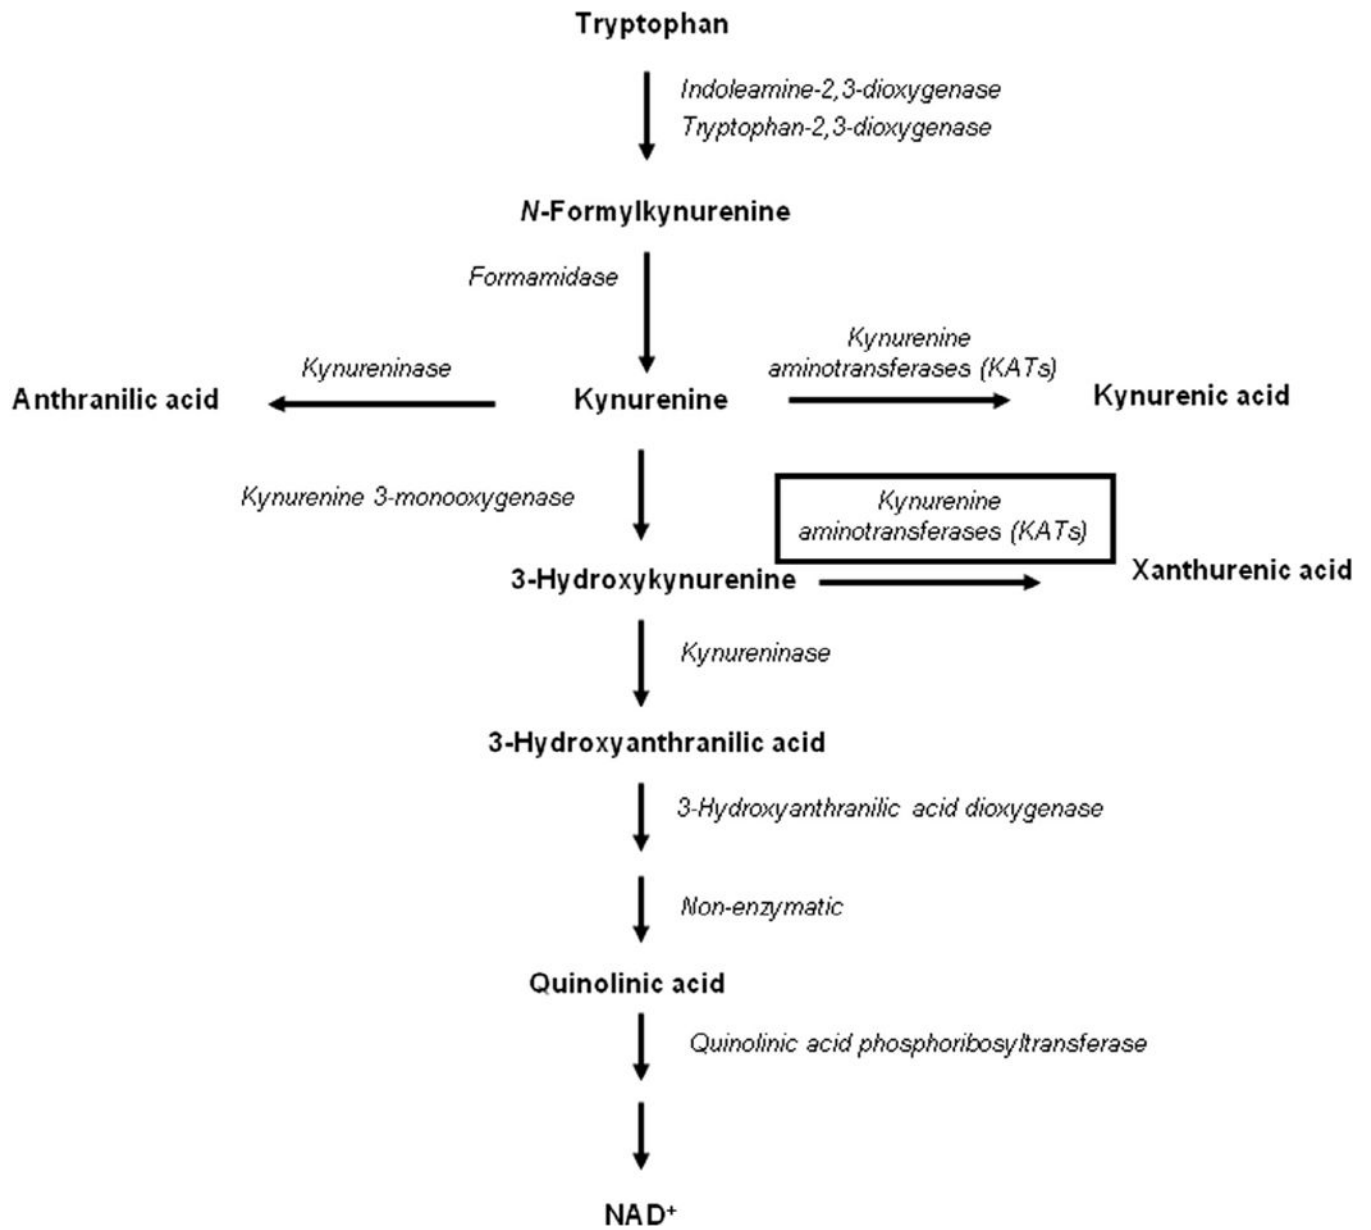 Tryptophan
Indoleamine-2,3-dioxygenase
Tryptophan-2,3-dioxygenase
N-Formylkynurenine
Formamidase
Kynureninase
Kynurenine
aminotransferases (KATs)
Anthranilic acid
Kynurenine
Kynurenic acid
Kynurenine 3-monooxygenase
Kynurenine
aminotransferases (KATs)
3-Hydroxykynurenine
Xanthurenic acid
Kynureninase
3-Hydroxyanthranilic acid
3-Hydroxyanthranilic acid dioxygenase
Non-enzymatic
Quinolinic acid
Quinolinic acid phosphoribosyltransferase
NAD⁺